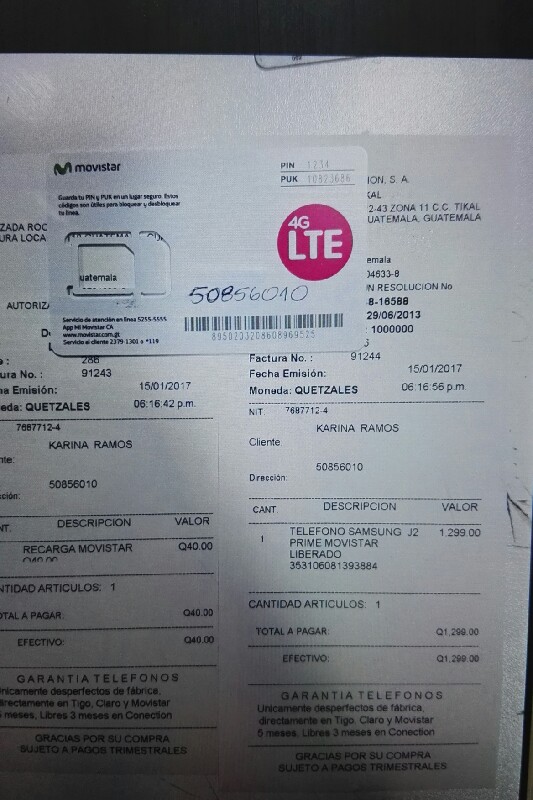 movistar
PIN 1234
PUK 10823686
Guarda tu PIN y PUK en un lugar seguro. Estos
códigos son útiles para bloquear y desbloquear
tu línea.
4G
LTE
uatemala
50856010
Servicio de atención en línea 5255-5555
App Mi Movistar CA
www.movistar.com.gt
Servicio al cliente 2379-1301 o *119
8950203208608969525
ION, S. A.
KAL
2-43 ZONA 11 C.C. TIKAL
UATEMALA, GUATEMALA
ZADA ROC
URA LOCA
emala
04633-8
N RESOLUCION No
8-16588
AUTORIZ
29/06/2013
1000000
286
ura No. : 91243
ha Emisión: 15/01/2017
eda: QUETZALES 06:16:42 p.m.
7687712-4
KARINA RAMOS
nte:
50856010
ción:
NT. DESCRIPCION VALOR
RECARGA MOVISTAR Q40.00
NTIDAD ARTICULOS: 1
OTAL A PAGAR: Q40.00
EFECTIVO: Q40.00
GARANTIA TELEFONOS
Unicamente desperfectos de fábrica,
directamente en Tigo, Claro y Movistar
5 meses, Libres 3 meses en Conection
GRACIAS POR SU COMPRA
SUJETO A PAGOS TRIMESTRALES
Factura No. : 91244
Fecha Emisión: 15/01/2017
Moneda: QUETZALES 06:16:56 p.m.
NIT. 7687712-4
KARINA RAMOS
Cliente
50856010
Dirección:
CANT. DESCRIPCION VALOR
1 TELEFONO SAMSUNG J2 1,299.00
PRIME MOVISTAR
LIBERADO
353106081393884
CANTIDAD ARTICULOS: 1
TOTAL A PAGAR: Q1,299.00
EFECTIVO: Q1,299.00
GARANTIA TELEFONOS
Unicamente desperfectos de fábrica,
directamente en Tigo, Claro y Movistar
5 meses, Libres 3 meses en Conection
GRACIAS POR SU COMPRA
SUJETO A PAGOS TRIMESTRALES